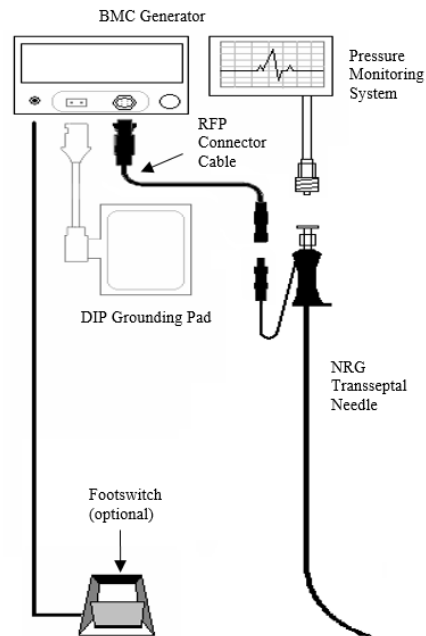 BMC Generator
Pressure
Monitoring
System
RFP
Connector
Cable
DIP Grounding Pad
NRG
Transseptal
Needle
Footswitch
(optional)